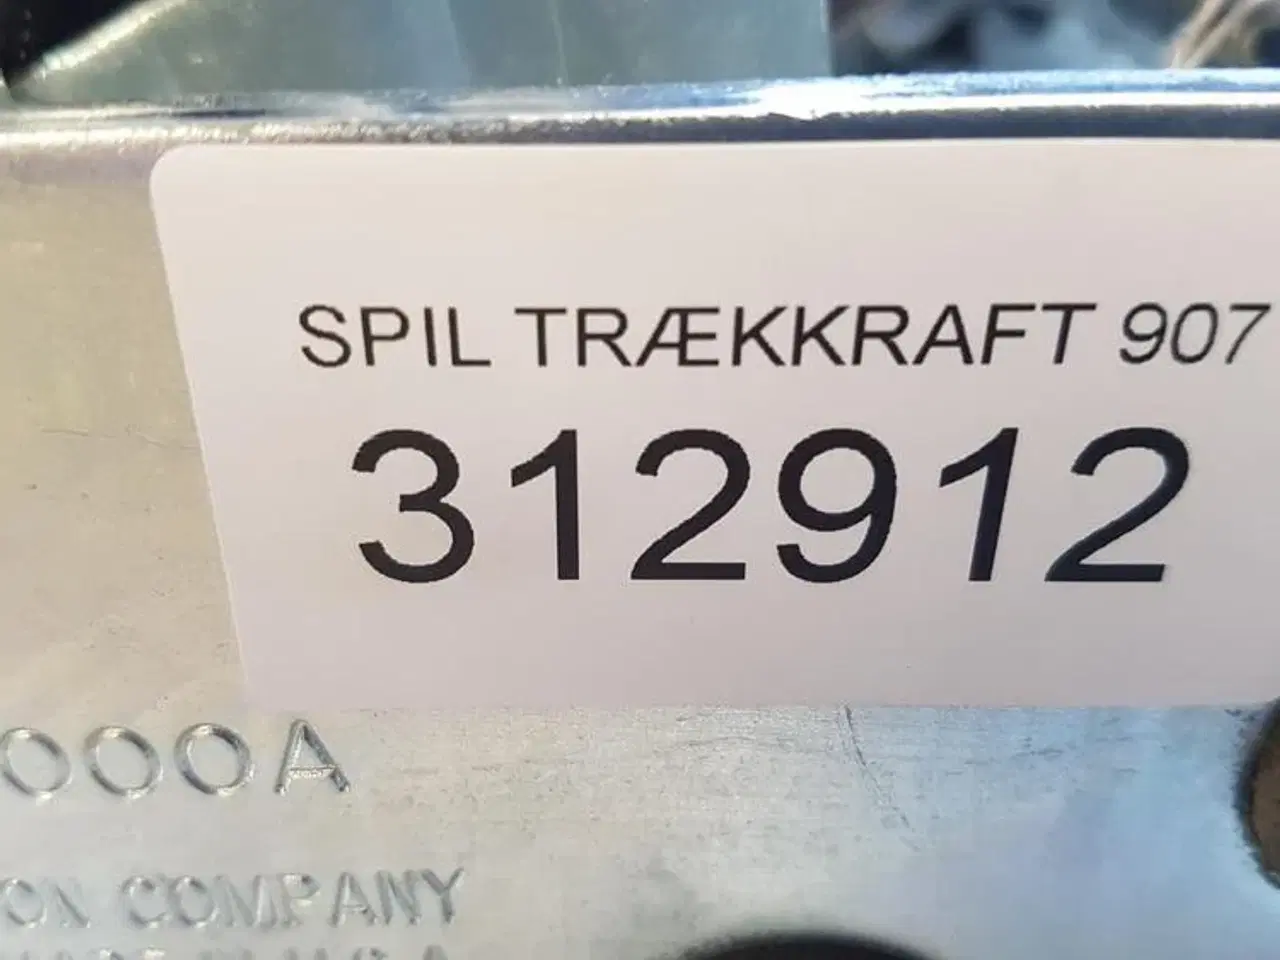 SPIL TRÆKKRAFT 907
312912
000A
COMPANY